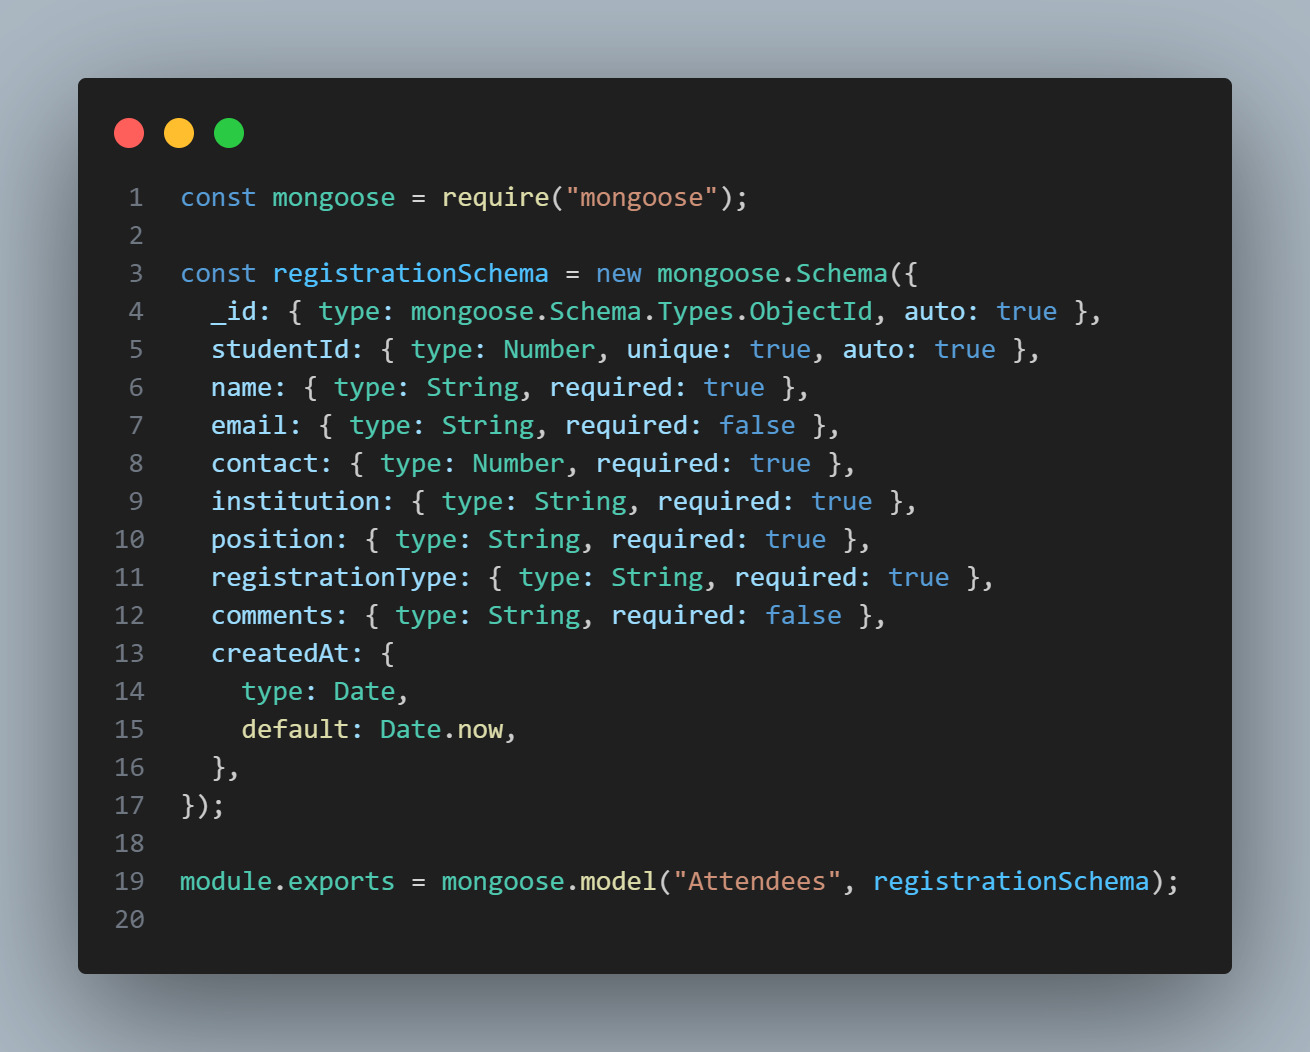 1 const mongoose = require("mongoose");
2
3 const registrationSchema = new mongoose.Schema({
4   _id: { type: mongoose.Schema.Types.ObjectId, auto: true },
5   studentId: { type: Number, unique: true, auto: true },
6   name: { type: String, required: true },
7   email: { type: String, required: false },
8   contact: { type: Number, required: true },
9   institution: { type: String, required: true },
10   position: { type: String, required: true },
11   registrationType: { type: String, required: true },
12   comments: { type: String, required: false },
13   createdAt: {
14     type: Date,
15     default: Date.now,
16   },
17 });
18
19 module.exports = mongoose.model("Attendees", registrationSchema);
20